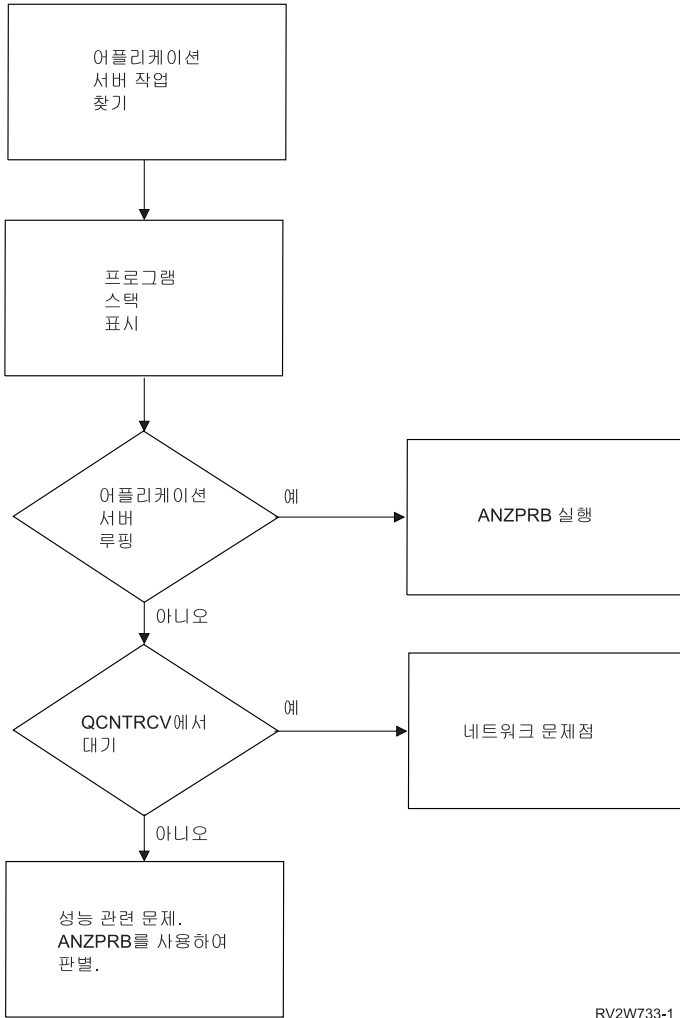 어플리케이션
서버 작업
찾기
프로그램
스택
표시
어플리케이션
서버
루핑
예
ANZPRB 실행
아니오
QCNTRCV에서
대기
예
네트워크 문제점
아니오
성능 관련 문제.
ANZPRB를 사용하여
판별.
RV2W733-1